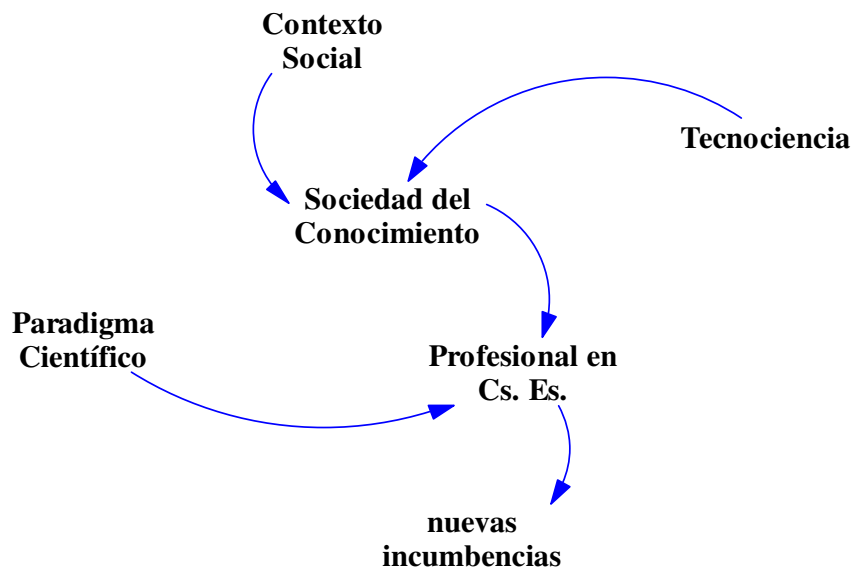 Contexto
Social
Tecnociencia
Sociedad del
Conocimiento
Paradigma
Científico
Profesional en
Cs. Es.
nuevas
incumbencias